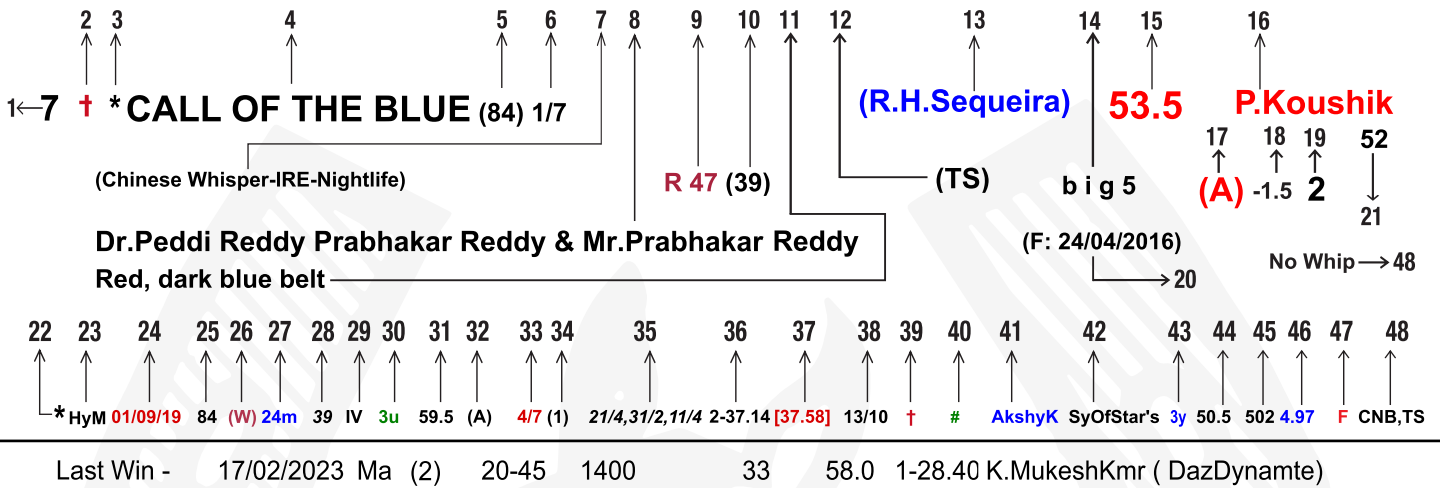 2 3 4 5 6 7 8 9 10 11 12 13 14 15 16
1 7 † *CALL OF THE BLUE (84) 1/7 (R.H.Sequeira) 53.5 P.Koushik
17 18 19 52
(Chinese Whisper-IRE-Nightlife) R 47 (39) (TS) big5 (A) -1.5 2
21
Dr.Peddi Reddy Prabhakar Reddy & Mr.Prabhakar Reddy (F: 24/04/2016)
No Whip 48
Red, dark blue belt 20
22 23 24 25 26 27 28 29 30 31 32 33 34 35 36 37 38 39 40 41 42 43 44 45 46 47 48
* HyM 01/09/19 84 (W) 24m 39 IV 3u 59.5 (A) 4/7 (1) 21/4,31/2,11/4 2-37.14 [37.58] 13/10 † # AkshyK SyOfStar's 3y 50.5 502 4.97 F CNB,TS
Last Win - 17/02/2023 Ma (2) 20-45 1400 33 58.0 1-28.40 K.MukeshKmr ( DazDynamte)